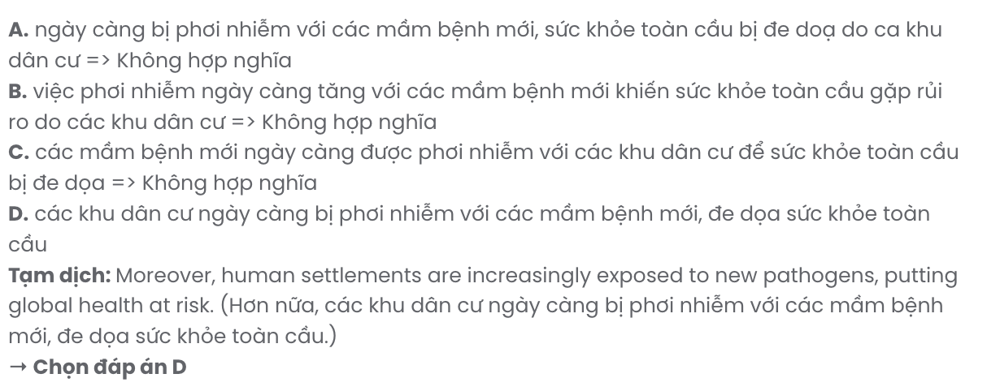 A. ngày càng bị phơi nhiễm với các mầm bệnh mới, sức khỏe toàn cầu bị đe doạ do ca khu
dân cư => Không hợp nghĩa
B. việc phơi nhiễm ngày càng tăng với các mầm bệnh mới khiến sức khỏe toàn cầu gặp rủi
ro do các khu dân cư => Không hợp nghĩa
C. các mầm bệnh mới ngày càng được phơi nhiễm với các khu dân cư để sức khỏe toàn cầu
bị đe dọa => Không hợp nghĩa
D. các khu dân cư ngày càng bị phơi nhiễm với các mầm bệnh mới, đe dọa sức khỏe toàn
cầu
Tạm dịch: Moreover, human settlements are increasingly exposed to new pathogens, putting
global health at risk. (Hơn nữa, các khu dân cư ngày càng bị phơi nhiễm với các mầm bệnh
mới, đe dọa sức khỏe toàn cầu.)
→ Chọn đáp án D